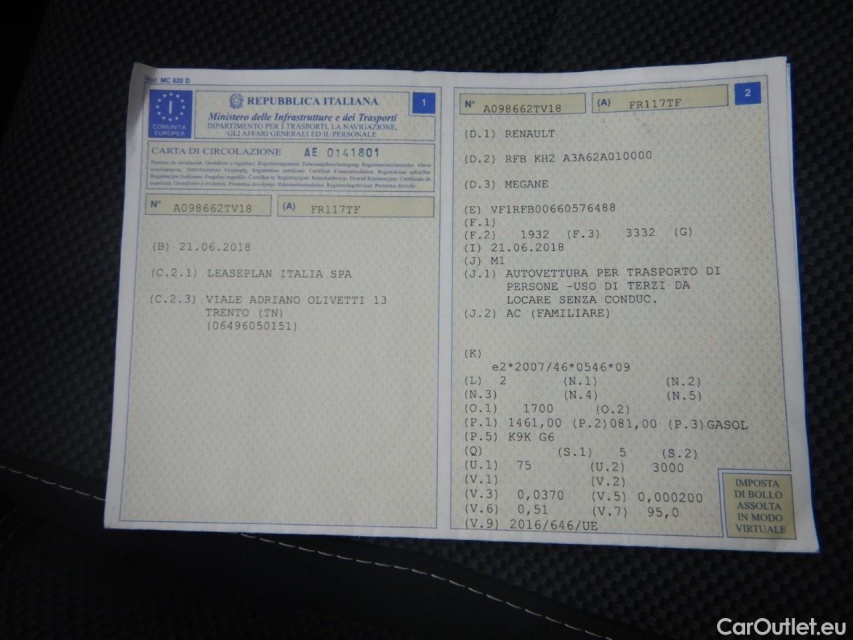 Mod. MC 820 D
I
COMUNITÀ
EUROPEA
REPUBBLICA ITALIANA
Ministero delle Infrastrutture e dei Trasporti
DIPARTIMENTO PER I TRASPORTI, LA NAVIGAZIONE,
GLI AFFARI GENERALI ED IL PERSONALE
1
CARTA DI CIRCOLAZIONE AE 0141801
N° A098662TV18 (A) FR117TF
(B) 21.06.2018
(C.2.1) LEASEPLAN ITALIA SPA
(C.2.3) VIALE ADRIANO OLIVETTI 13
TRENTO (TN)
(06496050151)
N° A098662TV18 (A) FR117TF
2
(D.1) RENAULT
(D.2) RFB KH2 A3A62A010000
(D.3) MEGANE
(E) VF1RFB00660576488
(F.1)
(F.2) 1932 (F.3) 3332 (G)
(I) 21.06.2018
(J) M1
(J.1) AUTOVETTURA PER TRASPORTO DI
PERSONE -USO DI TERZI DA
LOCARE SENZA CONDUC.
(J.2) AC (FAMILIARE)
(K)
e2*2007/46*0546*09
(L) 2 (N.1) (N.2)
(N.3) (N.4) (N.5)
(O.1) 1700 (O.2)
(P.1) 1461,00 (P.2)081,00 (P.3)GASOL
(P.5) K9K G6
(Q) (S.1) 5 (S.2)
(U.1) 75 (U.2) 3000
(V.1) (V.2)
(V.3) 0,0370 (V.5) 0,000200
(V.6) 0,51 (V.7) 95,0
(V.9) 2016/646/UE
IMPOSTA
DI BOLLO
ASSOLTA
IN MODO
VIRTUALE
CarOutlet.eu